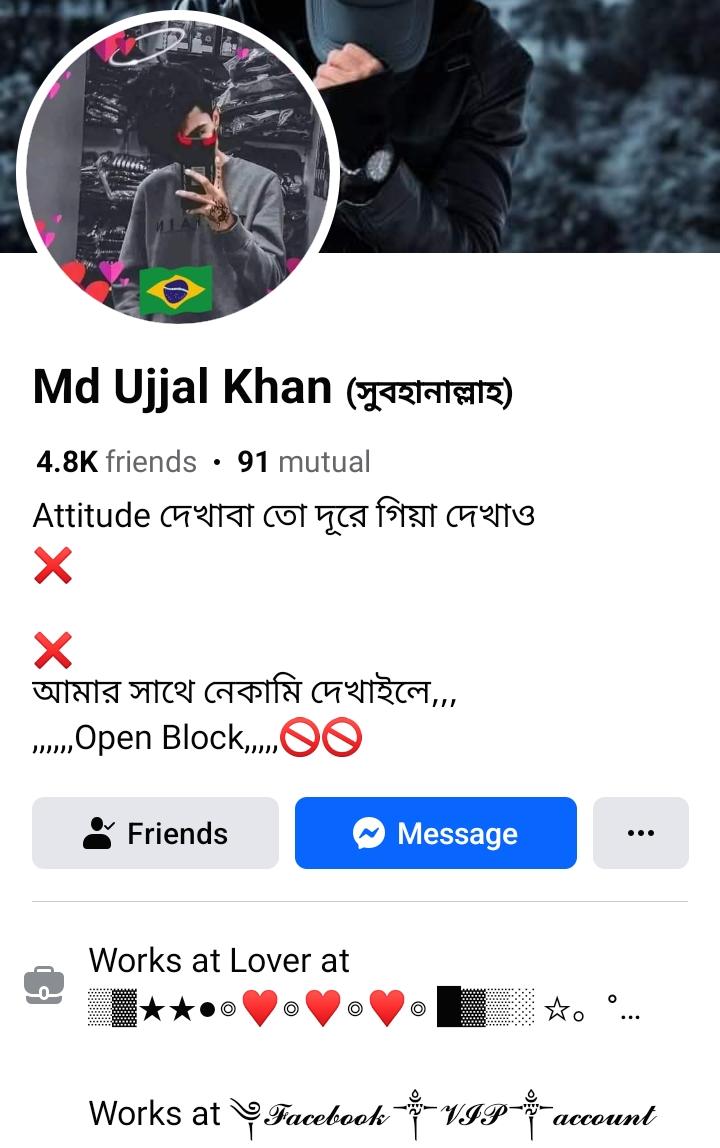 Md Ujjal Khan (সুবহানাল্লাহ)
4.8K friends • 91 mutual
Attitude দেখাবা তো দূরে গিয়া দেখাও
❌
❌
আমার সাথে নেকামি দেখাইলে,,,
,,,,,,Open Block,,,,,🚫🚫
Friends
Message
Works at Lover at
▒▓★★●◎♥️◎♥️◎♥️◎ █▓▒░ ☆。˚...
Works at ༄𝓕𝓪𝓬𝓮𝓫𝓸𝓸𝓴༒𝓥𝓘𝓟༒𝓪𝓬𝓬𝓸𝓾𝓷𝓽